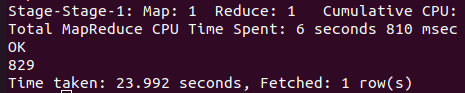 Stage-Stage-1: Map: 1  Reduce: 1   Cumulative CPU:
Total MapReduce CPU Time Spent: 6 seconds 810 msec
OK
829
Time taken: 23.992 seconds, Fetched: 1 row(s)